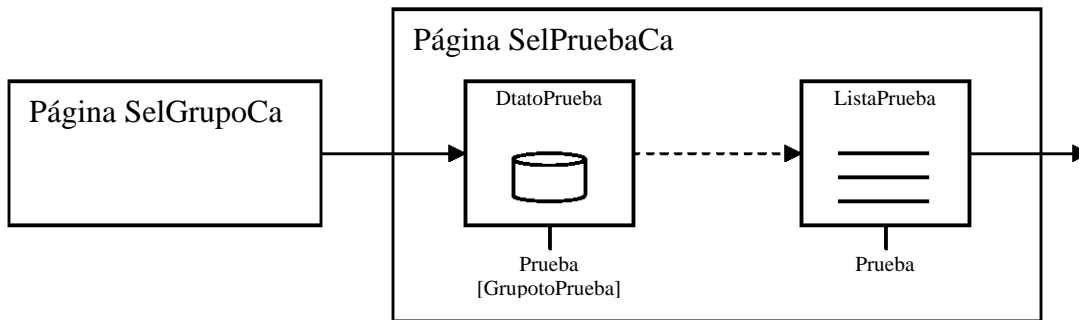 Página SelPruebaCa
Página SelGrupoCa
DtatoPrueba
ListaPrueba
Prueba
[GrupotoPrueba]
Prueba